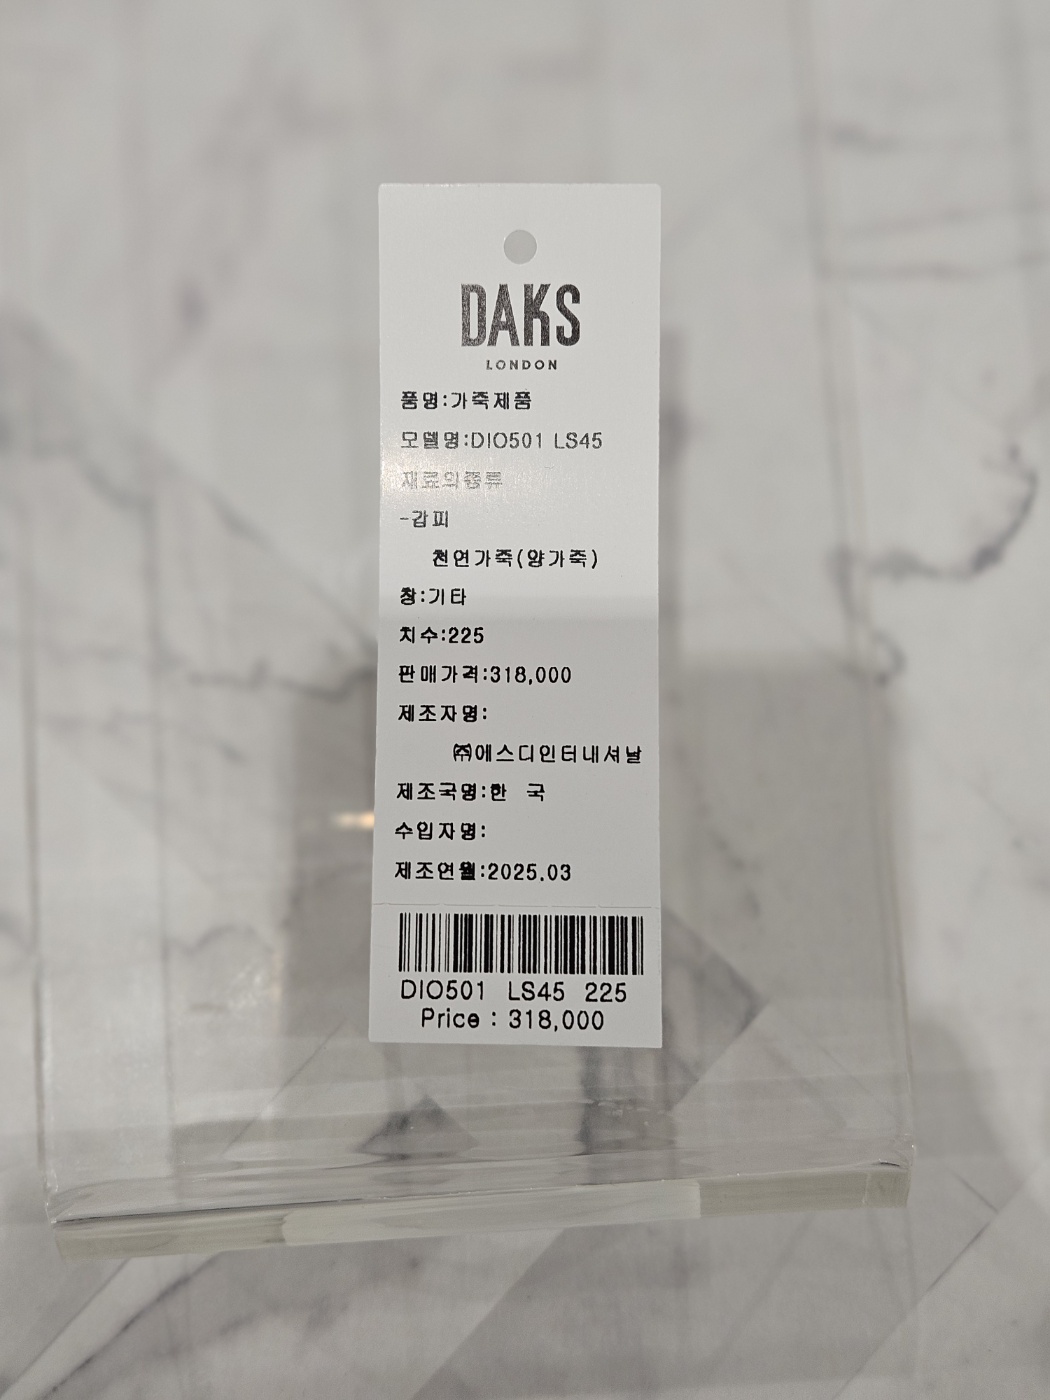 DAKS
LONDON
품명:가죽제품
모델명:DIO501 LS45
재료의종류
-갑피
천연가죽(양가죽)
창:기타
치수:225
판매가격:318,000
제조자명:
㈜에스디인터내셔날
제조국명:한 국
수입자명:
제조연월:2025.03
DIO501 LS45 225
Price : 318,000